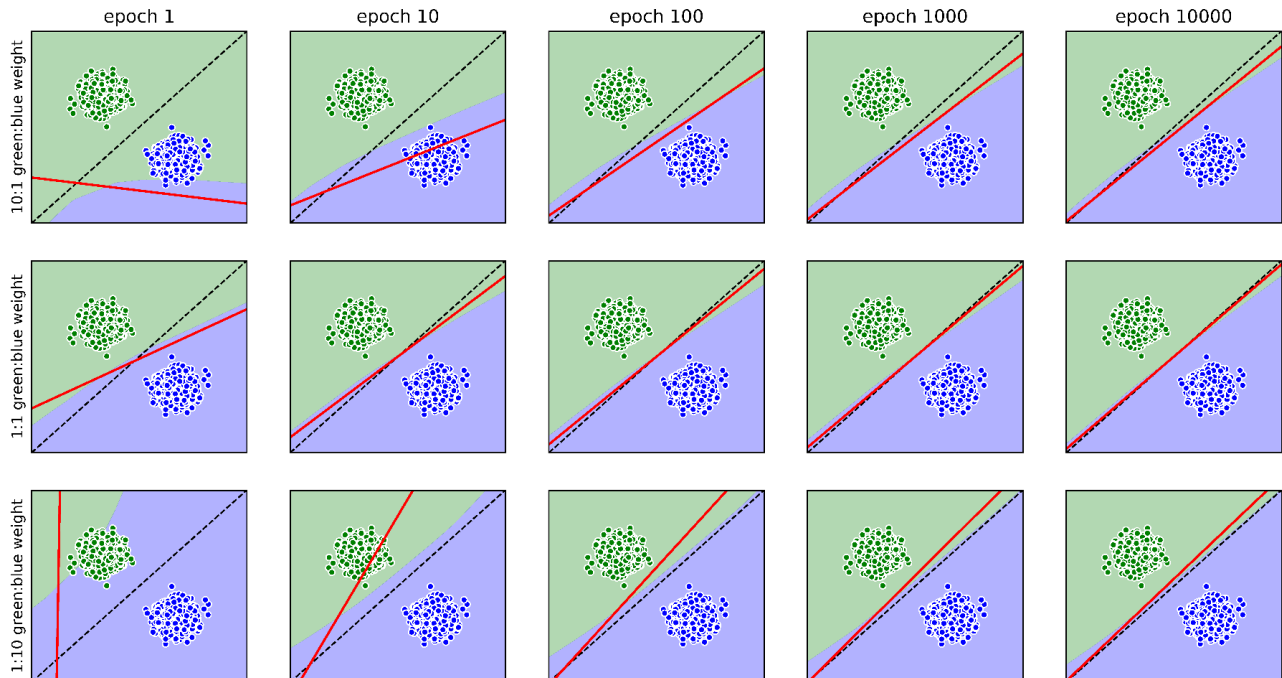 epoch 1
epoch 10
epoch 100
epoch 1000
epoch 10000
10:1 green:blue weight
1:1 green:blue weight
1:10 green:blue weight